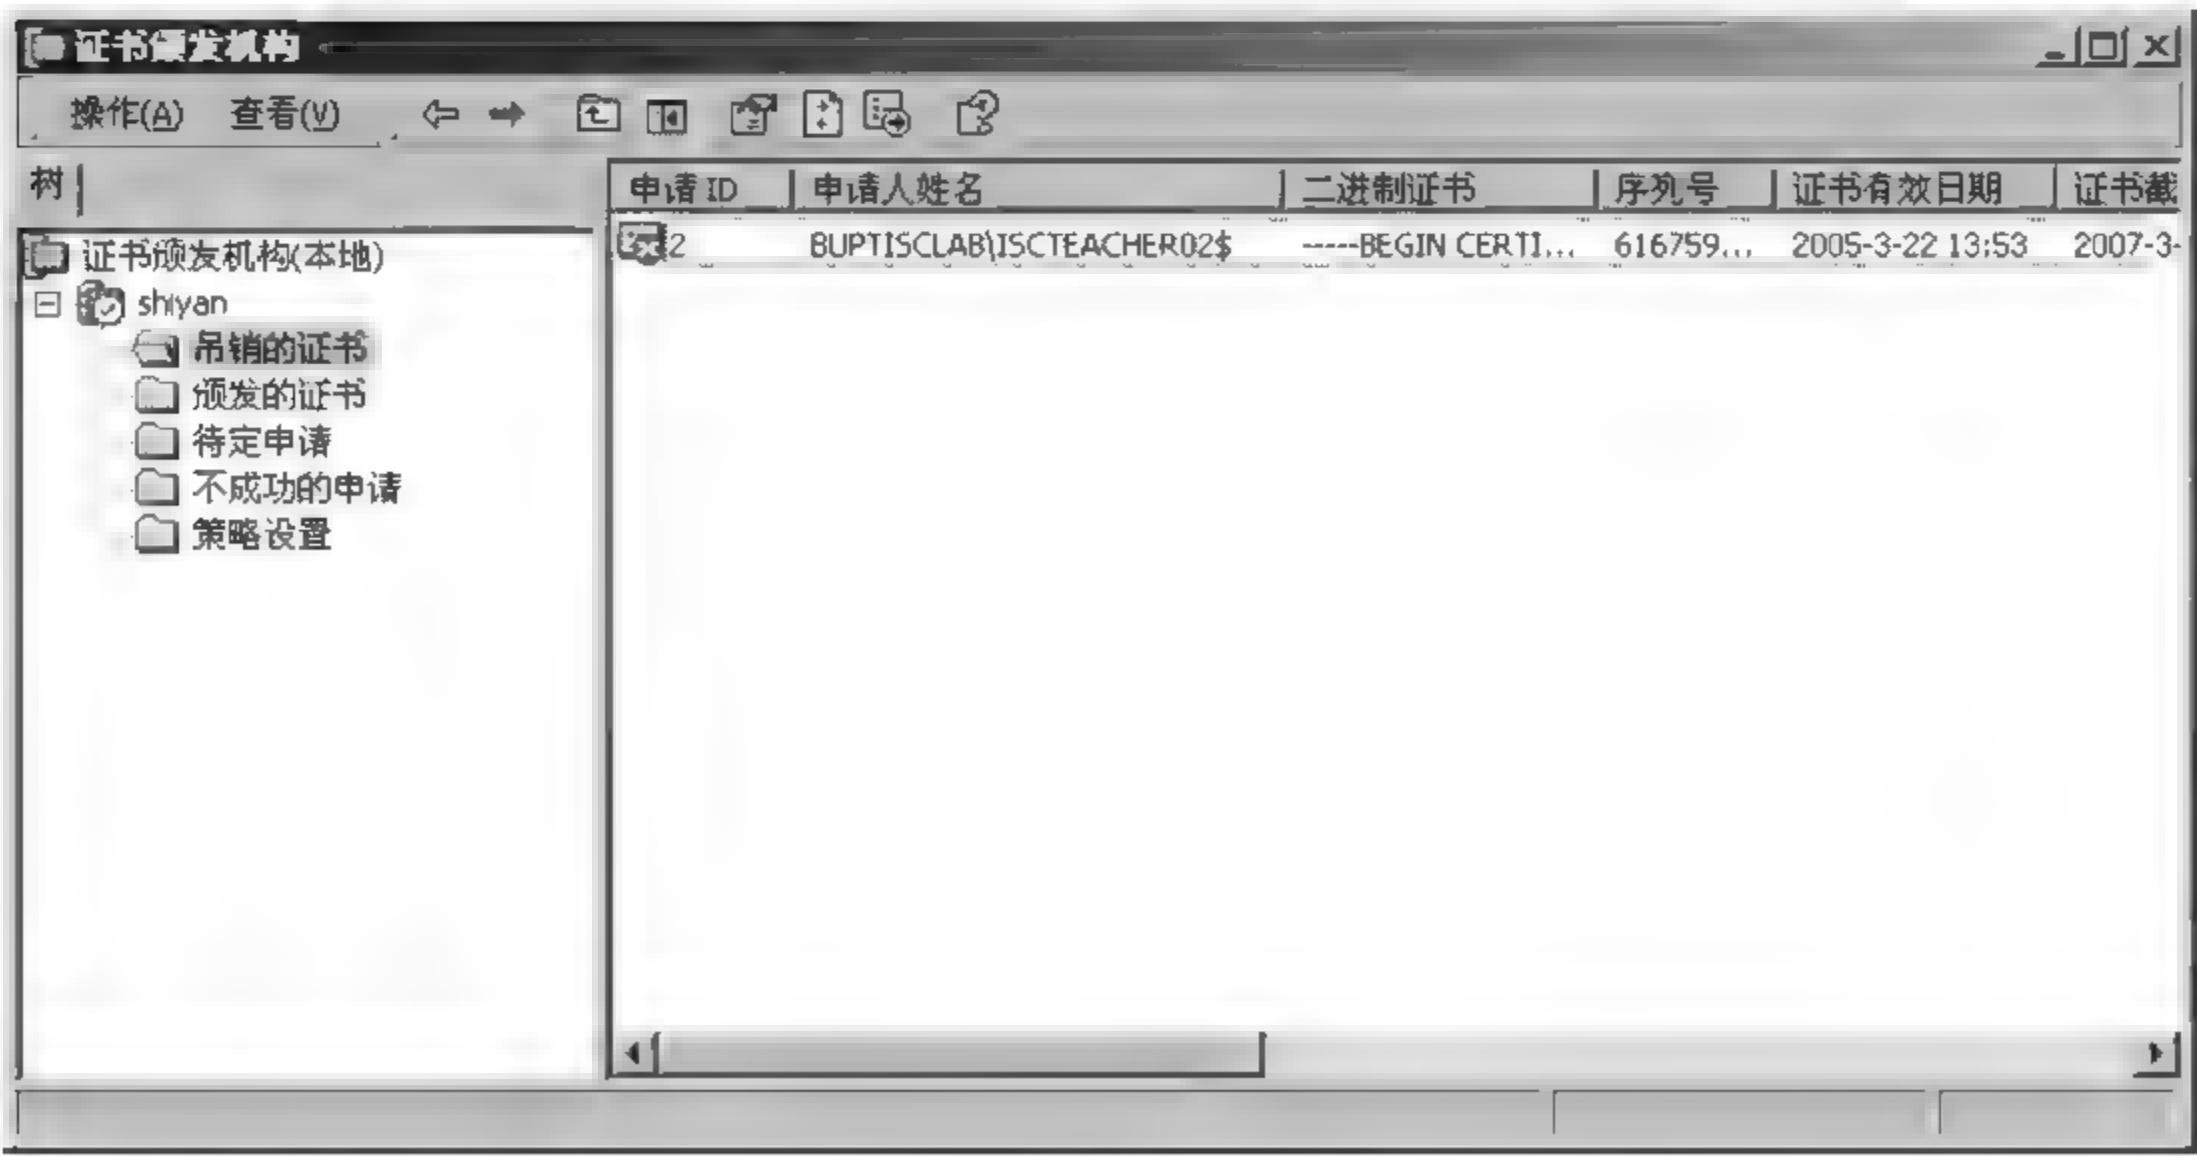 证书颁发机构
操作(A) 查看(V)
树
申请 ID 申请人姓名 二进制证书 序列号 证书有效日期 证书截
证书颁发机构(本地)
2 BUPTISCLAB\ISCTEACHER02$ -----BEGIN CERTI... 616759... 2005-3-22 13:53 2007-3-
shiyan
吊销的证书
颁发的证书
待定申请
不成功的申请
策略设置